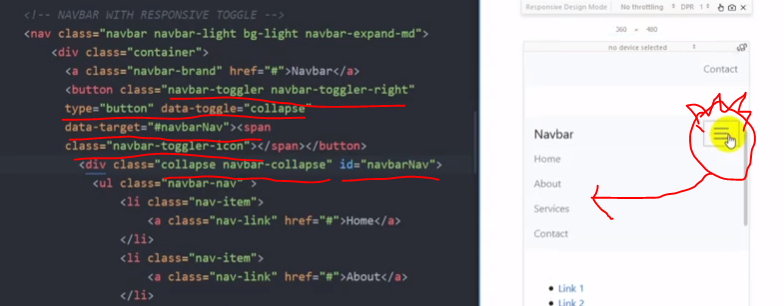 <!-- NAVBAR WITH RESPONSIVE TOGGLE -->
<nav class="navbar navbar-light bg-light navbar-expand-md">
<div class="container">
<a class="navbar-brand" href="#">Navbar</a>
<button class="navbar-toggler navbar-toggler-right"
type="button" data-toggle="collapse"
data-target="#navbarNav"><span
class="navbar-toggler-icon"></span></button>
<div class="collapse navbar-collapse" id="navbarNav">
<ul class="navbar-nav" >
<li class="nav-item">
<a class="nav-link" href="#">Home</a>
</li>
<li class="nav-item">
<a class="nav-link" href="#">About</a>
</li>
Responsive Design Mode No throttling DPR: 1
360 × 480
no device selected
Contact
Navbar
Home
About
Services
Contact
Link 1
Link 2